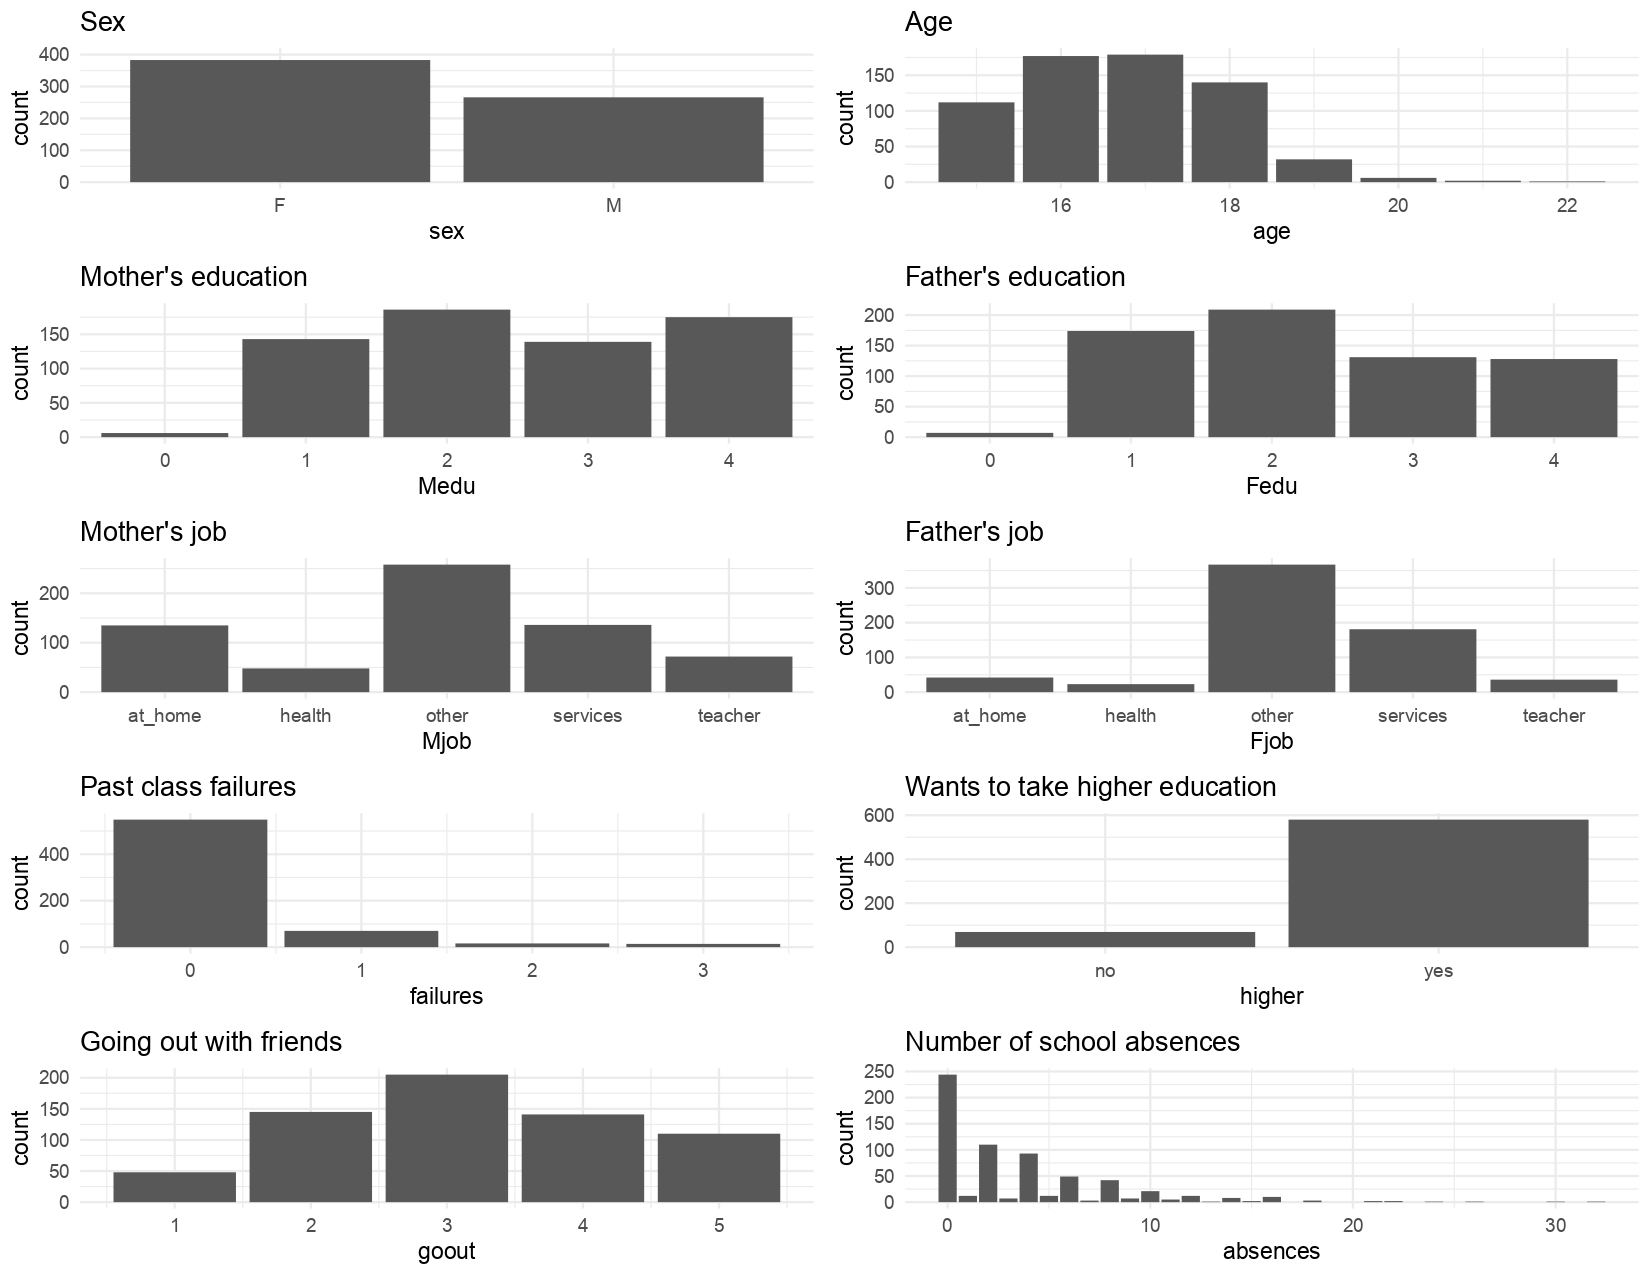 Sex
400
300
200
100
0
count
F M
sex
Age
150
100
50
0
count
16 18 20 22
age
Mother's education
150
100
50
0
count
0 1 2 3 4
Medu
Father's education
200
150
100
50
0
count
0 1 2 3 4
Fedu
Mother's job
200
100
0
count
at_home health other services teacher
Mjob
Father's job
300
200
100
0
count
at_home health other services teacher
Fjob
Past class failures
400
200
0
count
0 1 2 3
failures
Wants to take higher education
600
400
200
0
count
no yes
higher
Going out with friends
200
150
100
50
0
count
1 2 3 4 5
goout
Number of school absences
250
200
150
100
50
0
count
0 10 20 30
absences